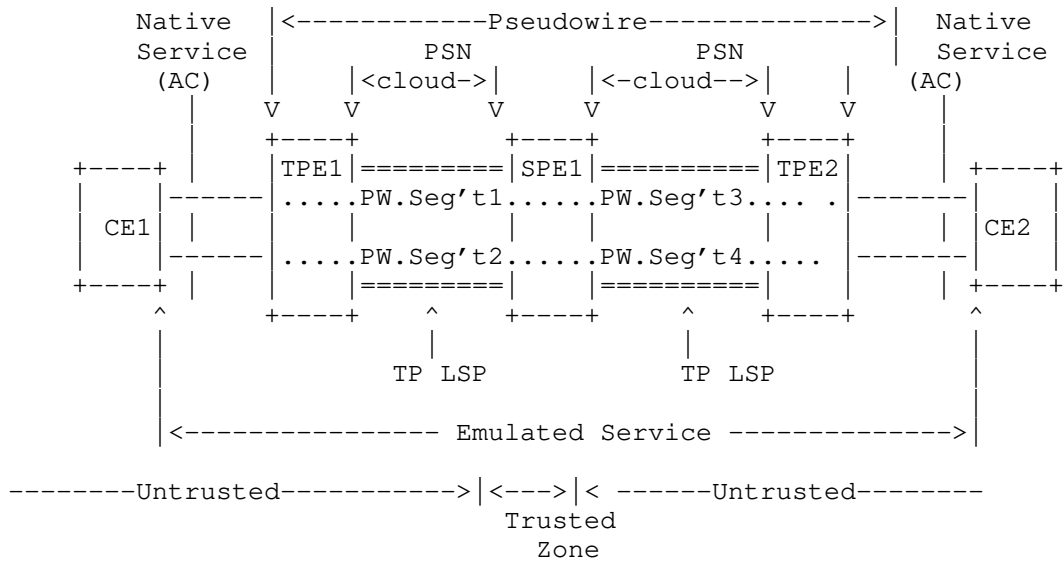 Native |<------------Pseudowire-------------->| Native
Service | PSN PSN | Service
(AC) | |<cloud->| |<-cloud-->| | (AC)
| V V V V V V |
| +----+ +----+ +----+ |
+----+ | |TPE1|=========|SPE1|==========|TPE2| | +----+
| |------|.....PW.Seg't1......PW.Seg't3.... .|-------| |
| CE1| | | | | | | | | | |CE2 |
| |------|.....PW.Seg't2......PW.Seg't4..... |-------| |
+----+ | | |=========| |==========| | | +----+
^ +----+ ^ +----+ ^ +----+ ^
| | | |
| TP LSP TP LSP |
| |
|<---------------- Emulated Service -------------->|
--------Untrusted----------->|<--->|< ------Untrusted--------
Trusted
Zone